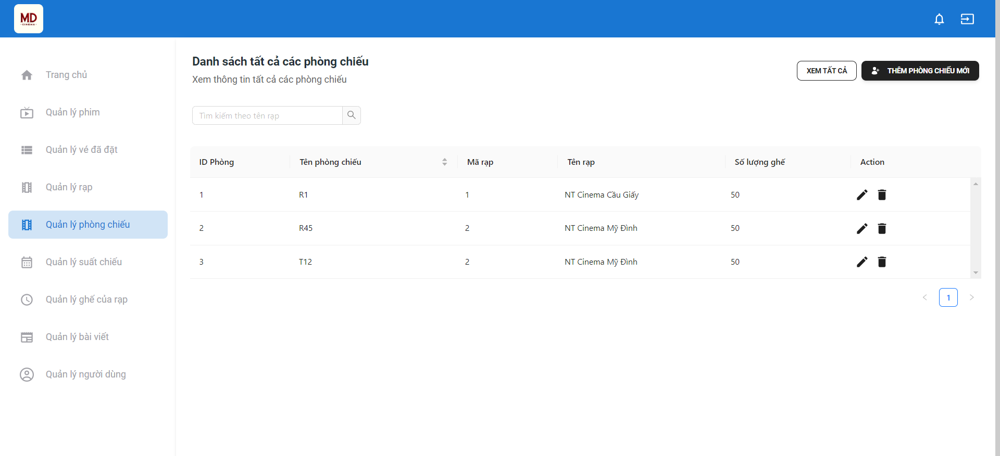 MD
CINEMA
Trang chủ
Quản lý phim
Quản lý vé đã đặt
Quản lý rạp
Quản lý phòng chiếu
Quản lý suất chiếu
Quản lý ghế của rạp
Quản lý bài viết
Quản lý người dùng
Danh sách tất cả các phòng chiếu
Xem thông tin tất cả các phòng chiếu
XEM TẤT CẢ
THÊM PHÒNG CHIẾU MỚI
Tìm kiếm theo tên rạp
ID Phòng Tên phòng chiếu Mã rạp Tên rạp Số lượng ghế Action
1 R1 1 NT Cinema Cầu Giấy 50
2 R45 2 NT Cinema Mỹ Đình 50
3 T12 2 NT Cinema Mỹ Đình 50
1